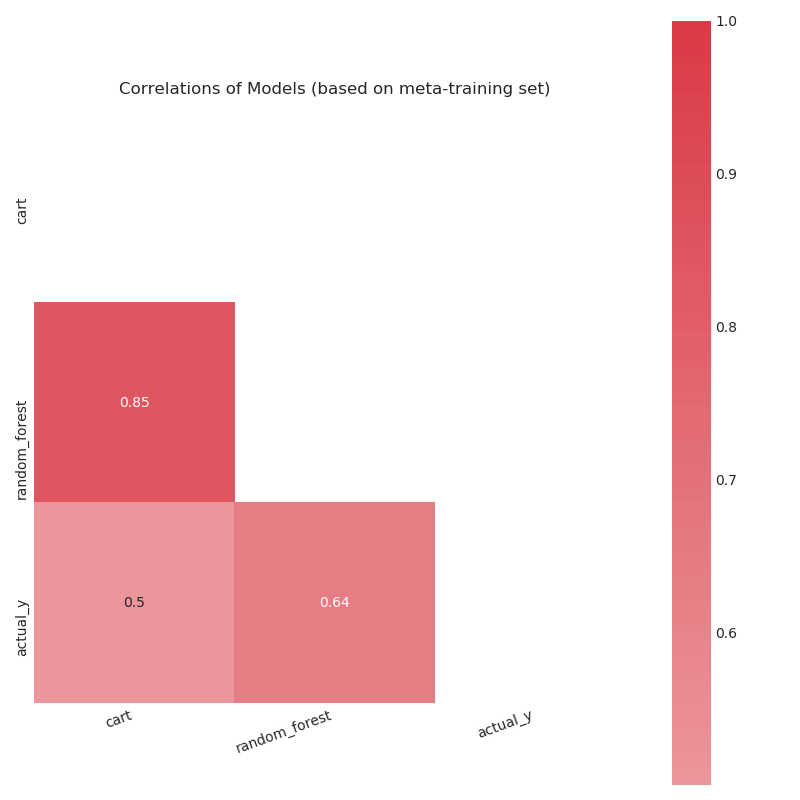 Correlations of Models (based on meta-training set)
cart
random_forest
actual_y
0.85
0.5
0.64
cart
random_forest
actual_y
1.0
0.9
0.8
0.7
0.6